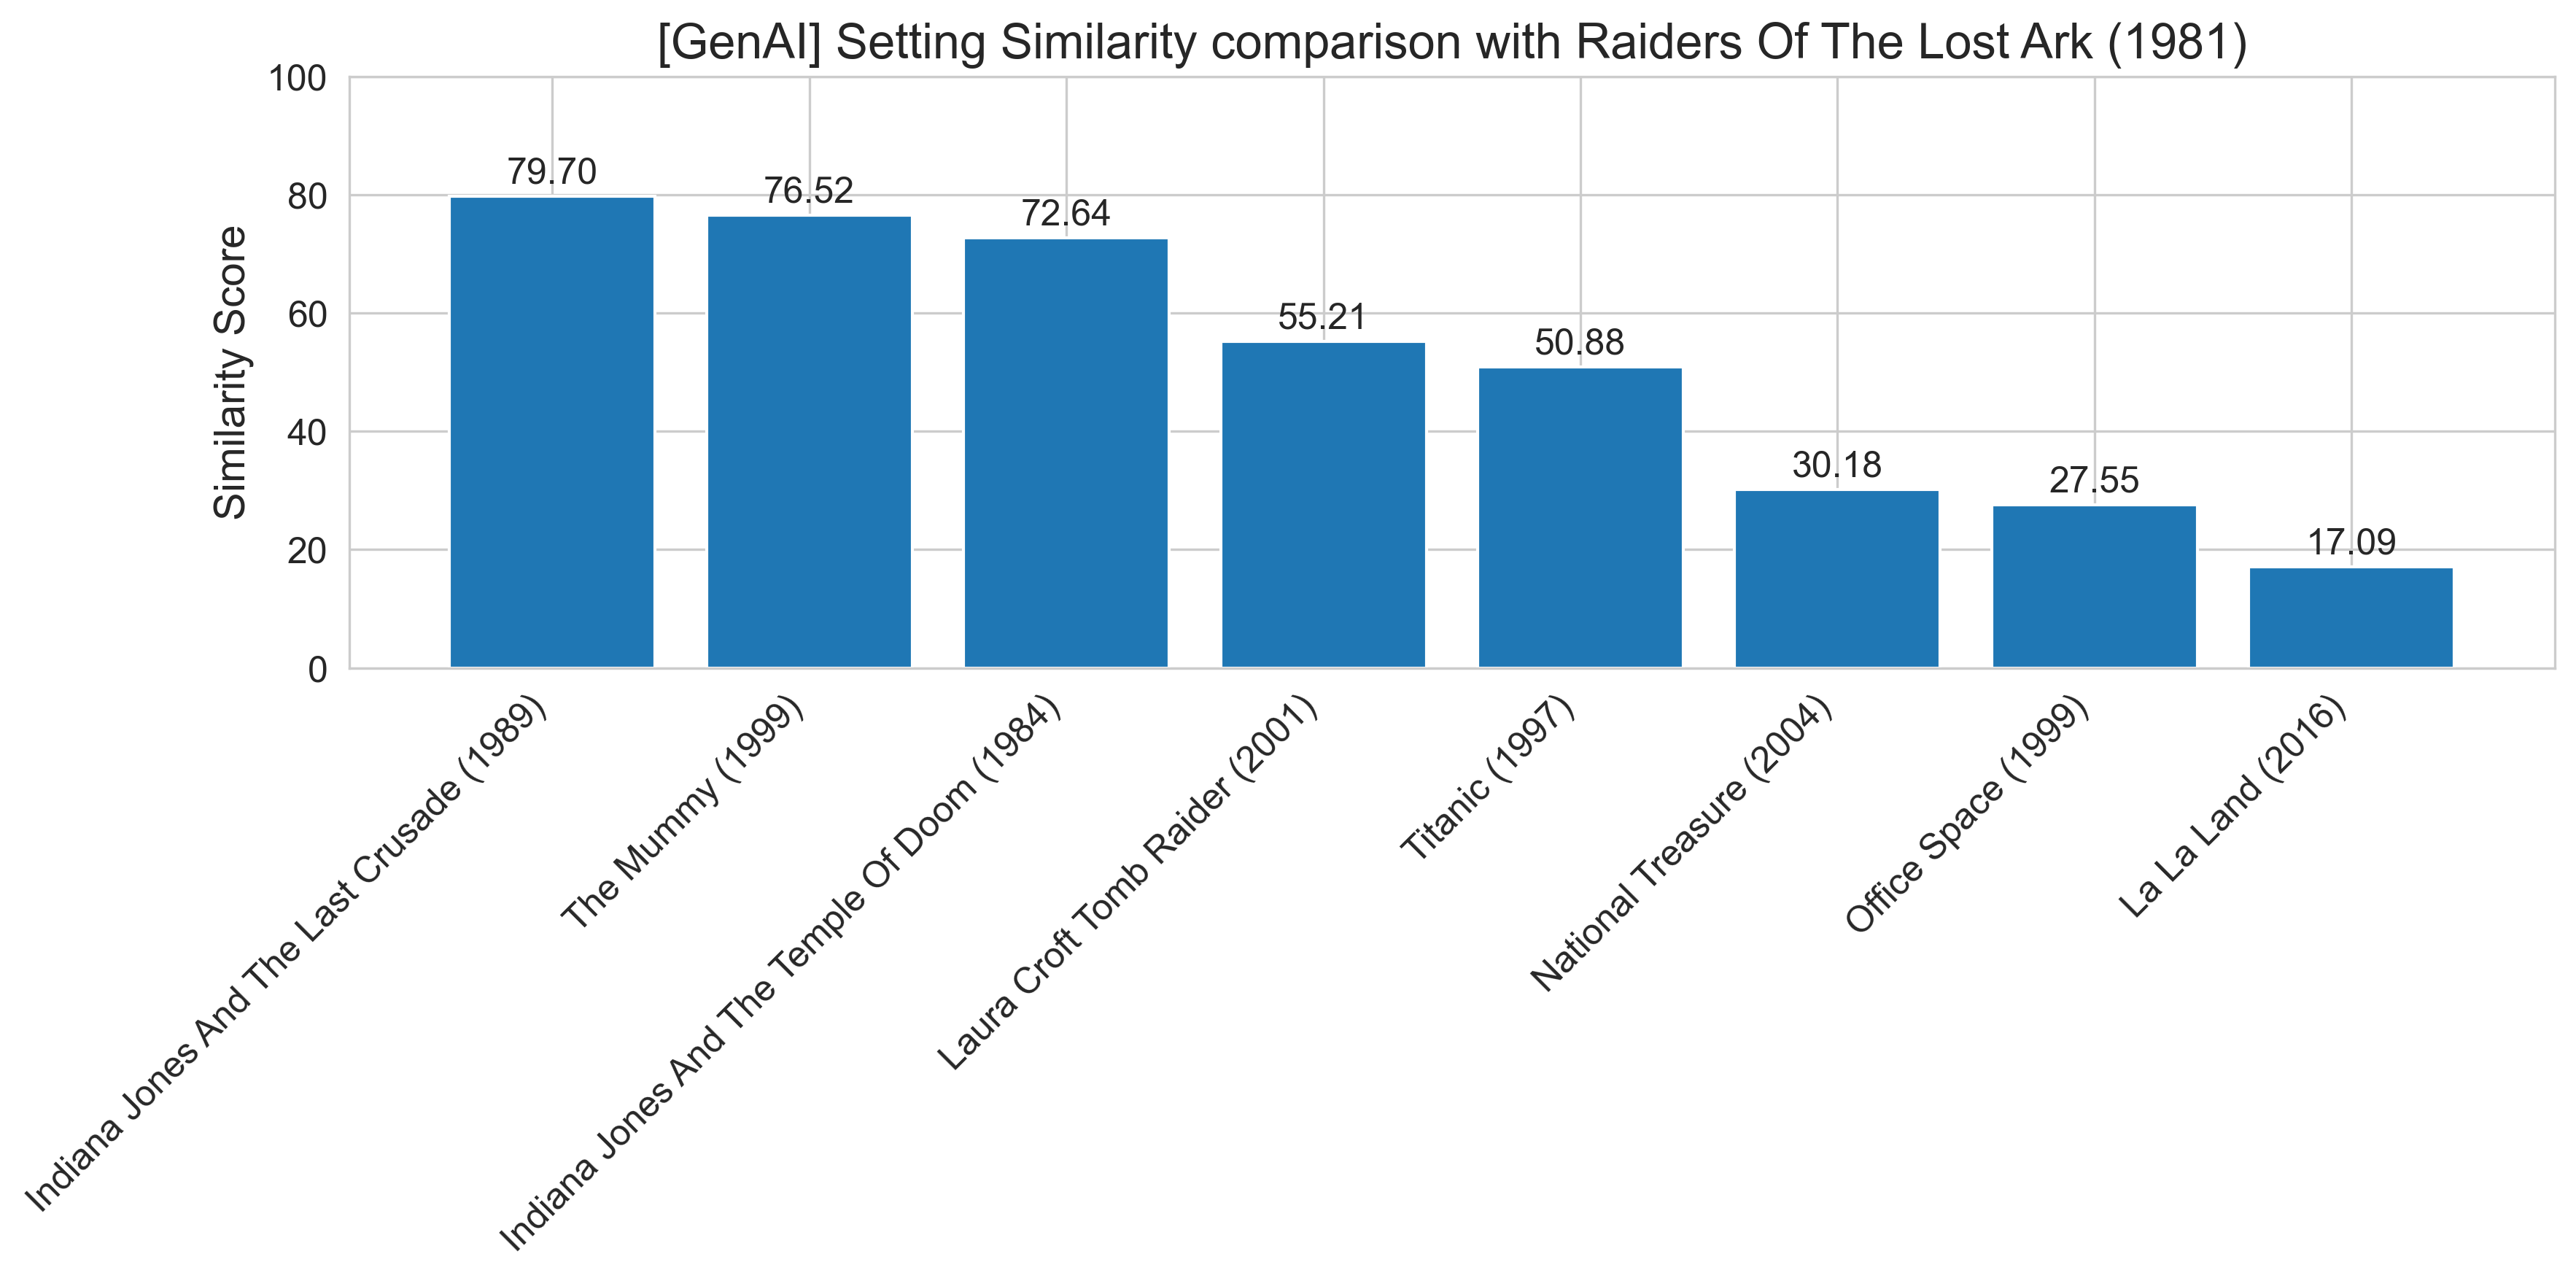 [GenAI] Setting Similarity comparison with Raiders Of The Lost Ark (1981)
Similarity Score
100
80
60
40
20
0
79.70
76.52
72.64
55.21
50.88
30.18
27.55
17.09
Indiana Jones And The Last Crusade (1989)
The Mummy (1999)
Indiana Jones And The Temple Of Doom (1984)
Laura Croft Tomb Raider (2001)
Titanic (1997)
National Treasure (2004)
Office Space (1999)
La La Land (2016)